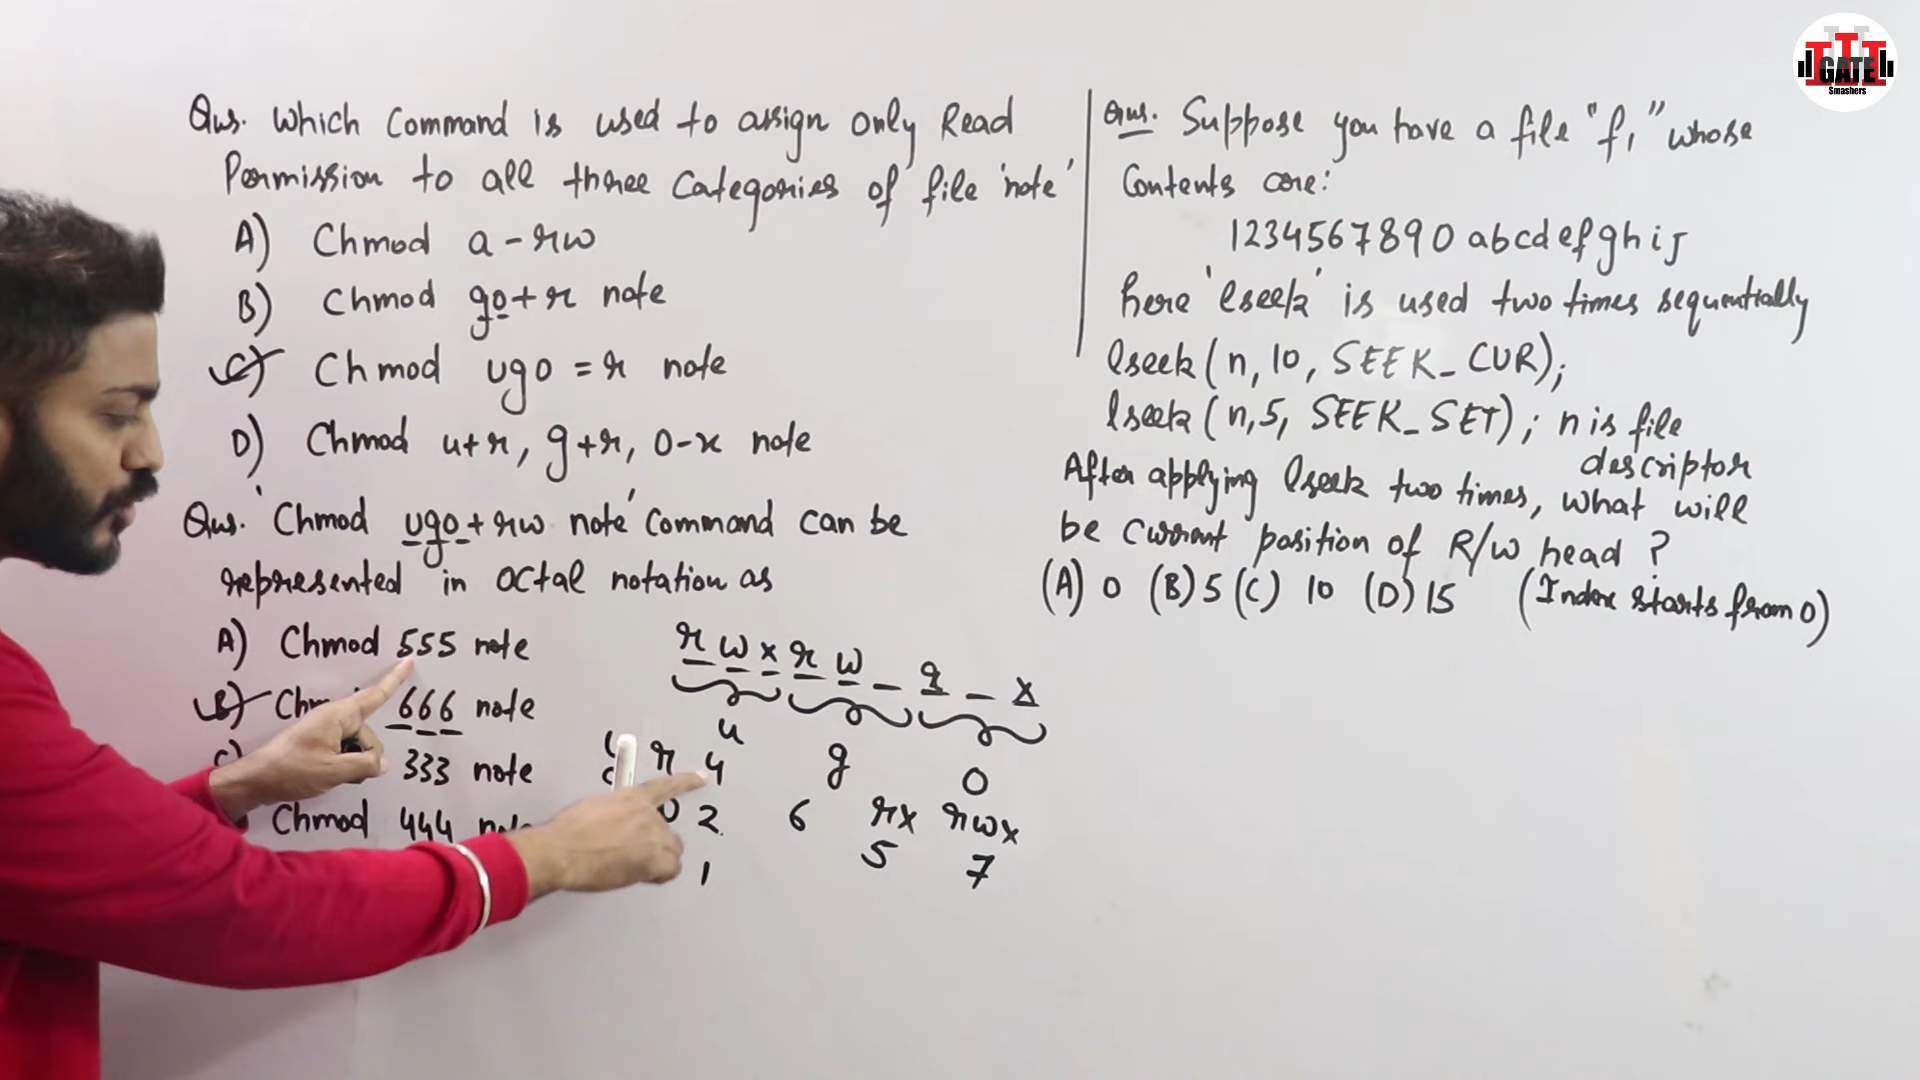 Qus. Which Command is used to assign only Read
Permission to all three Categories of file 'note'
A) Chmod a-rw
B) Chmod go+r note
C) Chmod ugo=r note
D) Chmod u+r, g+r, o-x note
Qus. 'Chmod ugo+rw note' Command can be
represented in octal notation as
A) Chmod 555 note
B) 666 note
333 note
Chmod 444
r w x r w _ r _ x
u g o
r 4
2 6 rx rwx
1 5 7
Qus. Suppose you have a file "f1" whose
Contents are:
1234567890 abcdefghij
here 'lseek' is used two times sequentially
lseek(n, 10, SEEK_CUR);
lseek(n, 5, SEEK_SET); n is file
descriptor
After applying lseek two times, what will
be current position of R/W head?
(A) 0 (B) 5 (C) 10 (D) 15 (Index starts from 0)
GATE
Smashers